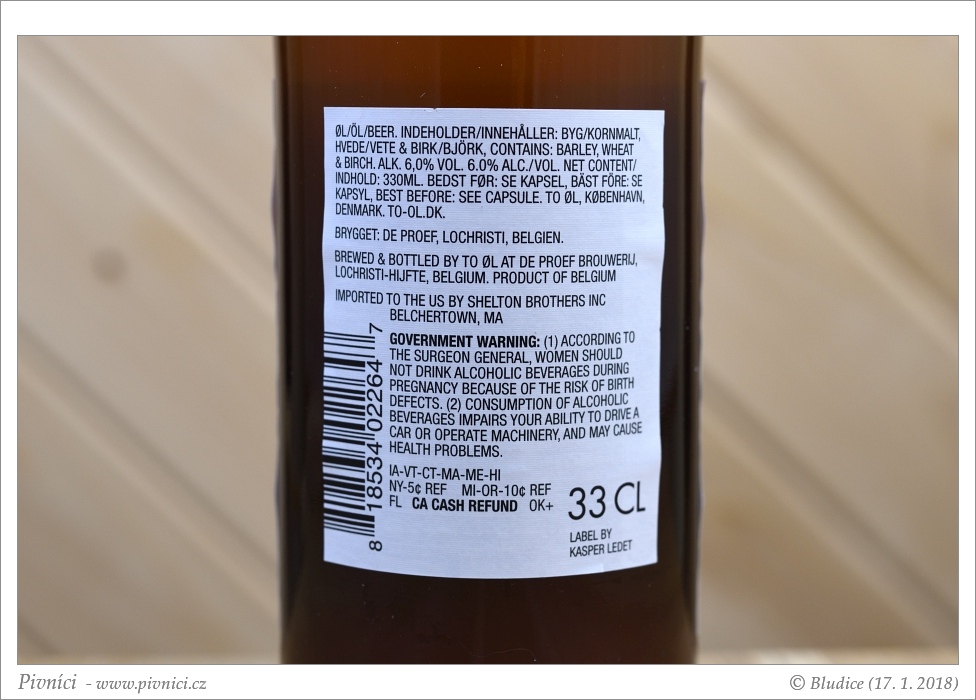 ØL/ÖL/BEER. INDEHOLDER/INNEHÅLLER: BYG/KORNMALT,
HVEDE/VETE & BIRK/BJÖRK, CONTAINS: BARLEY, WHEAT
& BIRCH. ALK. 6,0% VOL. 6.0% ALC./VOL. NET CONTENT/
INDHOLD: 330ML. BEDST FØR: SE KAPSEL, BÄST FÖRE: SE
KAPSYL, BEST BEFORE: SEE CAPSULE. TO ØL, KØBENHAVN,
DENMARK. TO-OL.DK.
BRYGGET: DE PROEF, LOCHRISTI, BELGIEN.
BREWED & BOTTLED BY TO ØL AT DE PROEF BROUWERIJ,
LOCHRISTI-HIJFTE, BELGIUM. PRODUCT OF BELGIUM
IMPORTED TO THE US BY SHELTON BROTHERS INC
BELCHERTOWN, MA
GOVERNMENT WARNING: (1) ACCORDING TO
THE SURGEON GENERAL, WOMEN SHOULD
NOT DRINK ALCOHOLIC BEVERAGES DURING
PREGNANCY BECAUSE OF THE RISK OF BIRTH
DEFECTS. (2) CONSUMPTION OF ALCOHOLIC
BEVERAGES IMPAIRS YOUR ABILITY TO DRIVE A
CAR OR OPERATE MACHINERY, AND MAY CAUSE
HEALTH PROBLEMS.
IA-VT-CT-MA-ME-HI
NY-5¢ REF MI-OR-10¢ REF
FL CA CASH REFUND OK+
33 CL
LABEL BY
KASPER LEDET
8 18534 02264 7
Pivníci - www.pivnici.cz
© Bludice (17. 1. 2018)